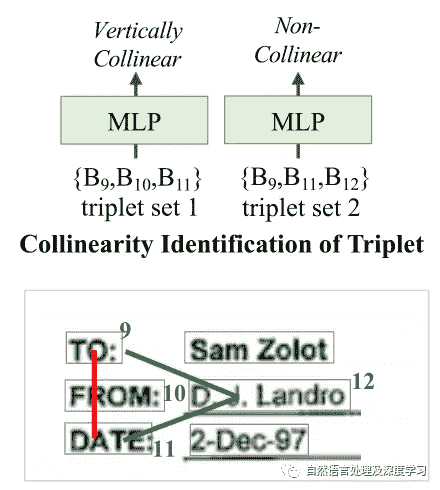 Vertically Non-
Collinear Collinear
MLP MLP
{B9,B10,B11} {B9,B11,B12}
triplet set 1 triplet set 2
Collinearity Identification of Triplet
TO: 9 Sam Zolot
FROM: 10 D. J. Landro 12
DATE: 11 2-Dec-97
自然语言处理及深度学习